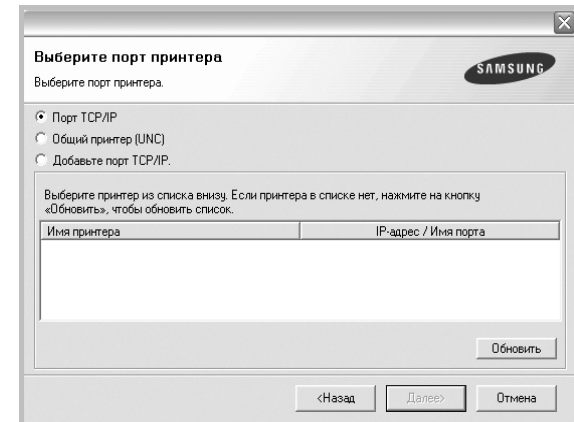 Выберите порт принтера
Выберите порт принтера.
SAMSUNG
Порт TCP/IP
Общий принтер (UNC)
Добавьте порт TCP/IP.
Выберите принтер из списка внизу. Если принтера в списке нет, нажмите на кнопку
«Обновить», чтобы обновить список.
Имя принтера IP-адрес / Имя порта
Обновить
<Назад Далее> Отмена